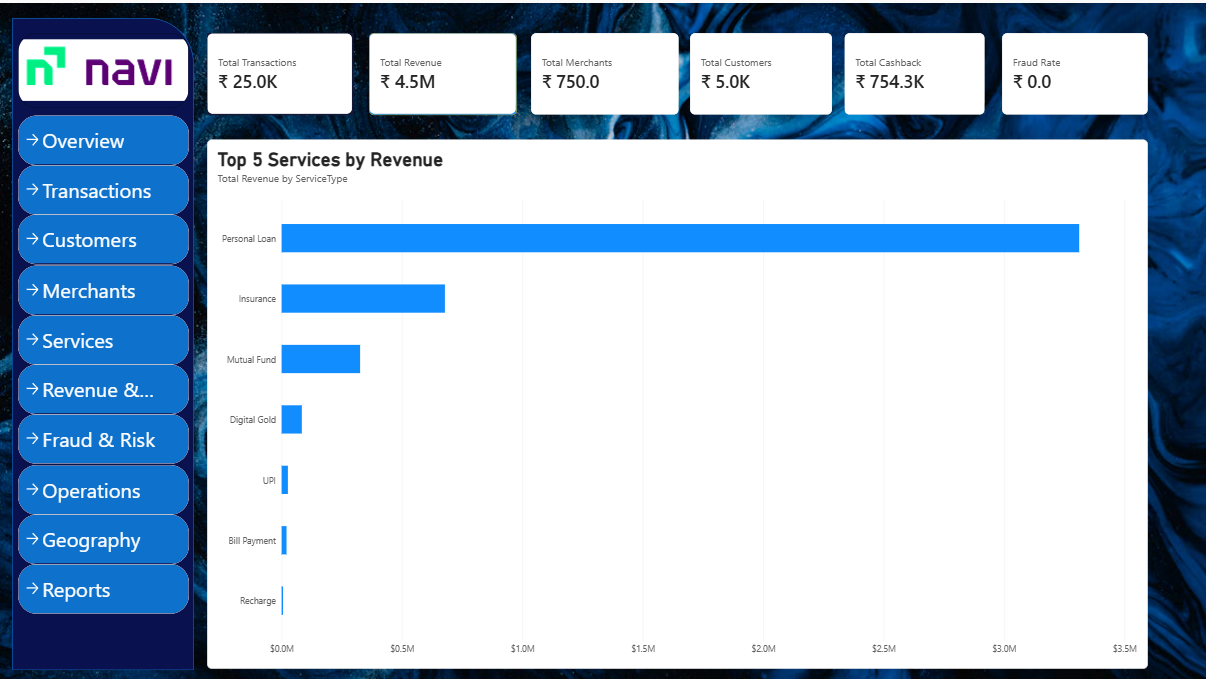 navi
→ Overview
→ Transactions
→ Customers
→ Merchants
→ Services
→ Revenue &...
→ Fraud & Risk
→ Operations
→ Geography
→ Reports
Total Transactions
₹ 25.0K
Total Revenue
₹ 4.5M
Total Merchants
₹ 750.0
Total Customers
₹ 5.0K
Total Cashback
₹ 754.3K
Fraud Rate
₹ 0.0
Top 5 Services by Revenue
Total Revenue by ServiceType
Personal Loan
Insurance
Mutual Fund
Digital Gold
UPI
Bill Payment
Recharge
$0.0M $0.5M $1.0M $1.5M $2.0M $2.5M $3.0M $3.5M